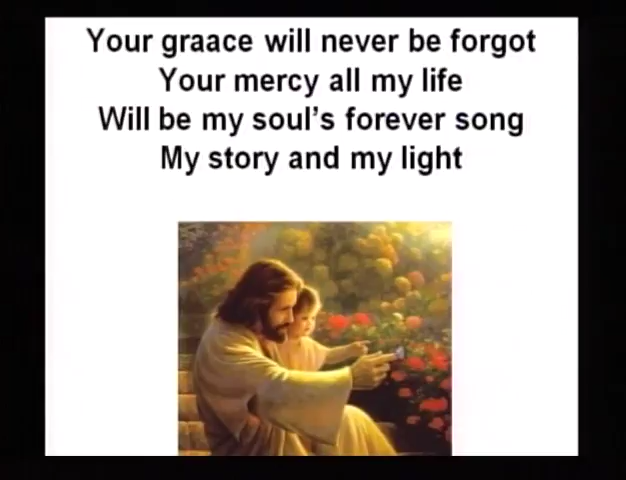 Your graace will never be forgot
Your mercy all my life
Will be my soul's forever song
My story and my light